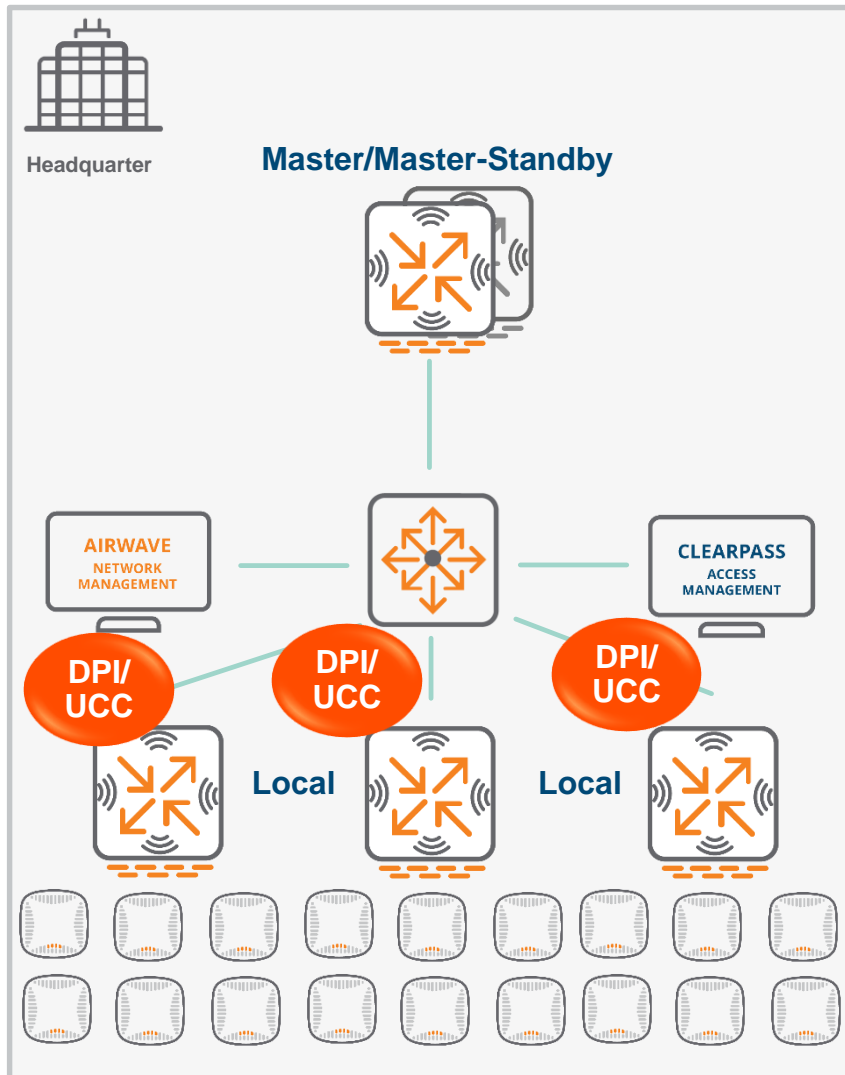 Headquarter
Master/Master-Standby
AIRWAVE
NETWORK
MANAGEMENT
CLEARPASS
ACCESS
MANAGEMENT
DPI/
UCC
DPI/
UCC
DPI/
UCC
Local
Local